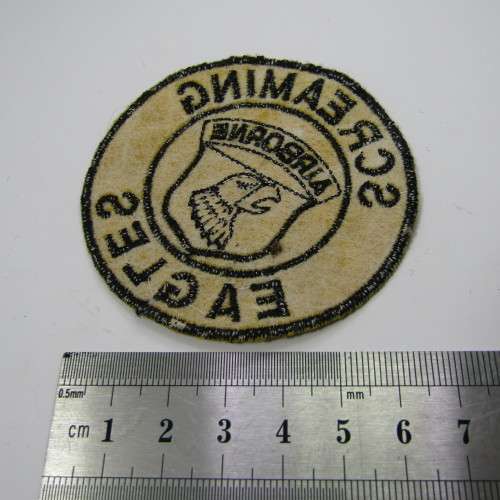 SCREAMING
AIRBORNE
EAGLES
0.5mm mm
cm 1 2 3 4 5 6 7